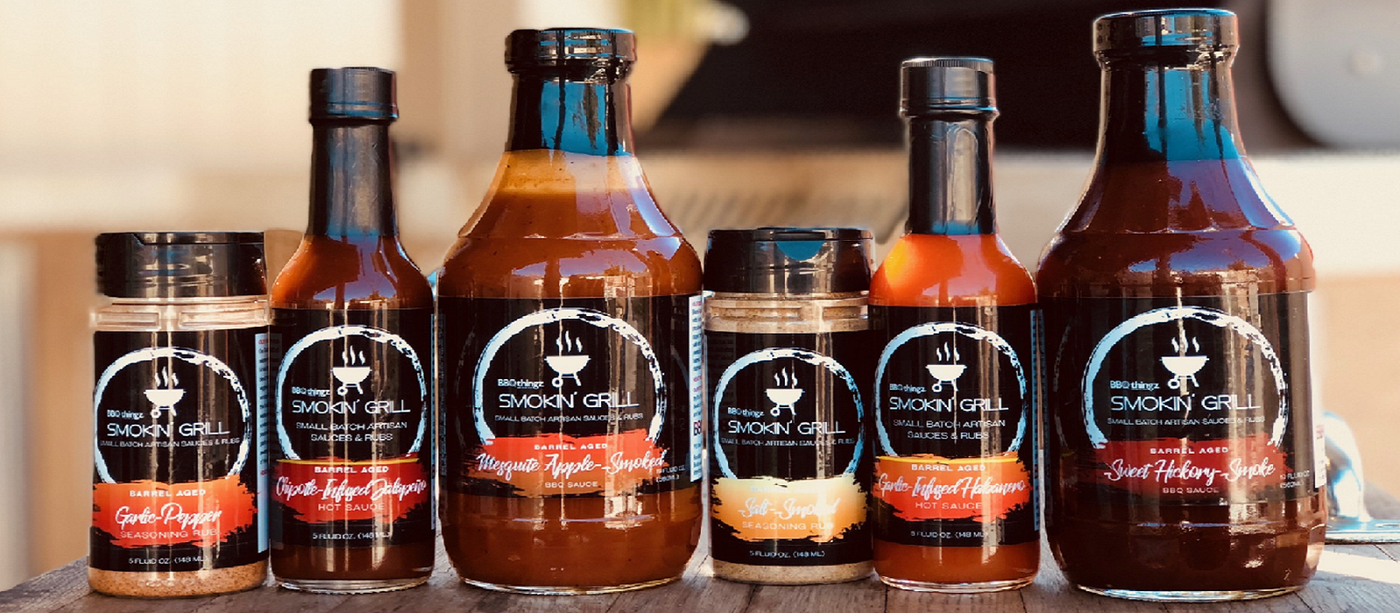 BBQ thingz
SMOKIN' GRILL
SMALL BATCH ARTISAN SAUCES & RUBS
BARREL AGED
Garlic-Pepper
SEASONING RUB
5 FLUID OZ. (148 ML)
BBQ thingz
SMOKIN' GRILL
SMALL BATCH ARTISAN
SAUCES & RUBS
BARREL AGED
Chipotle-Infused Jalapeño
HOT SAUCE
5 FLUID OZ. (148 ML)
BBQ thingz
SMOKIN' GRILL
SMALL BATCH ARTISAN SAUCES & RUBS
BARREL AGED
Mesquite Apple-Smoked
BBQ SAUCE
BBQ thingz
SMOKIN' GRILL
SMALL BATCH ARTISAN SAUCES & RUBS
Salt-Smoked
SEASONING RUB
5 FLUID OZ. (148 ML)
BBQ thingz
SMOKIN' GRILL
SMALL BATCH ARTISAN
SAUCES & RUBS
BARREL AGED
Garlic-Infused Habanero
HOT SAUCE
5 FLUID OZ. (148 ML)
BBQ thingz
SMOKIN' GRILL
SMALL BATCH ARTISAN SAUCES & RUBS
BARREL AGED
Sweet Hickory-Smoke
BBQ SAUCE